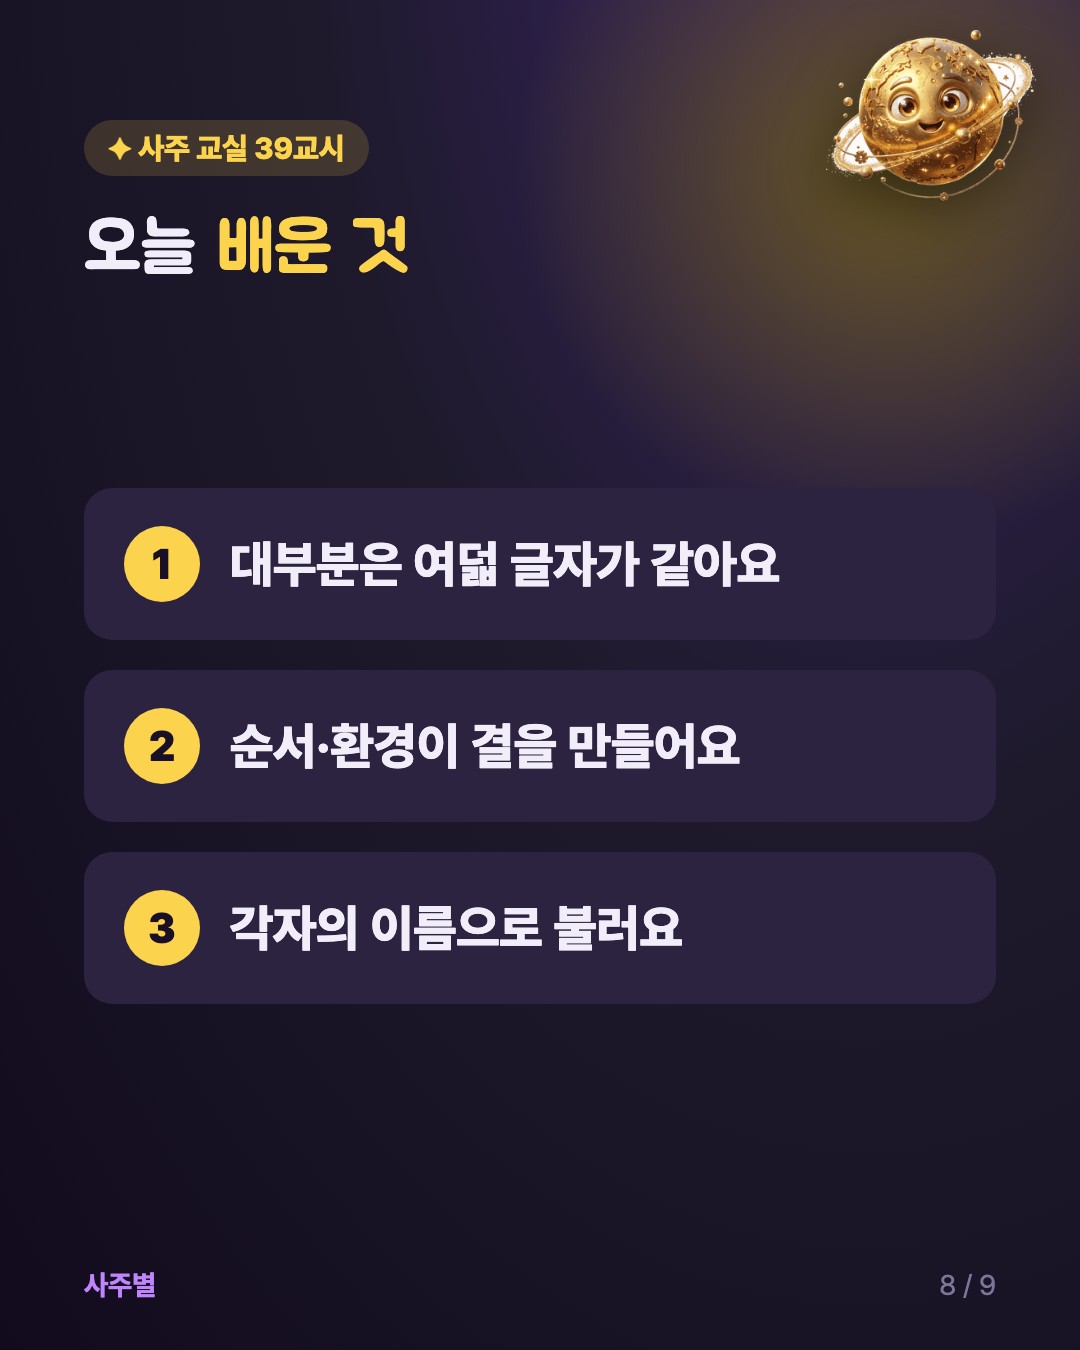 ✦ 사주 교실 39교시
오늘 배운 것
1 대부분은 여덟 글자가 같아요
2 순서·환경이 결을 만들어요
3 각자의 이름으로 불러요
사주별
8 / 9